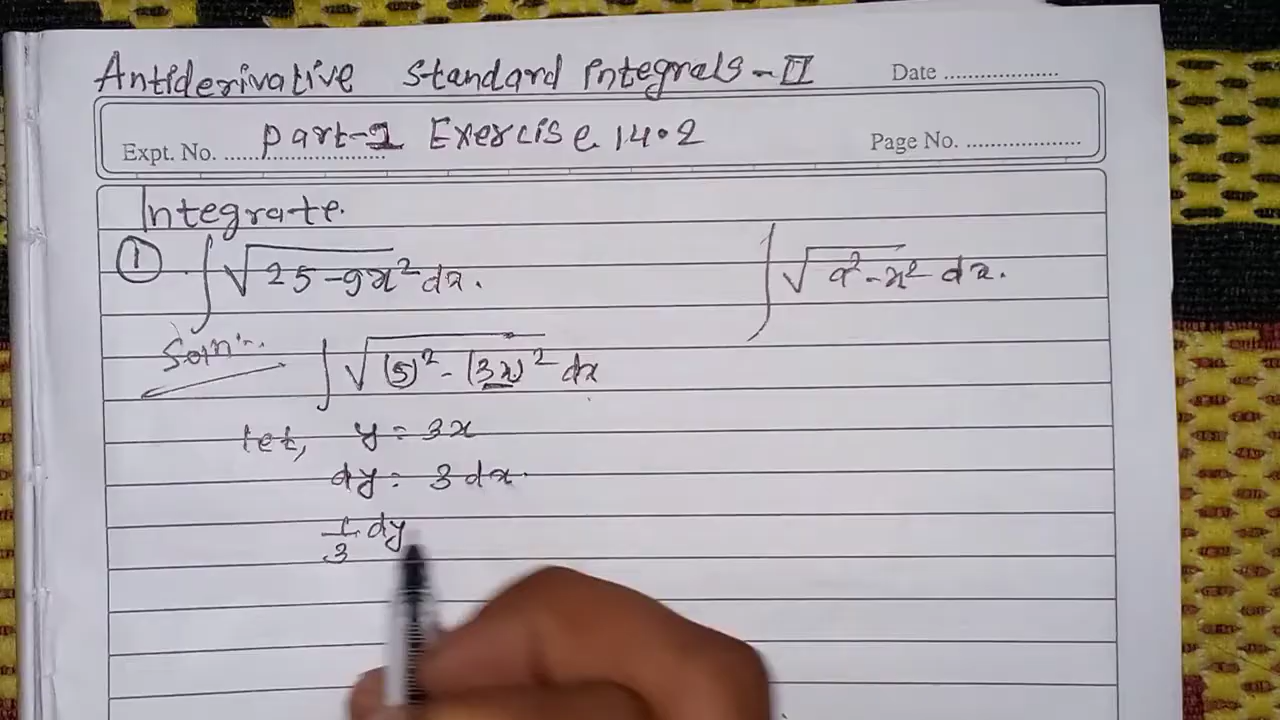 Antiderivative Standard Integrals - II
Date ....................
Expt. No. ............................
Part-1 Exercise 14.2
Page No. ....................
Integrate.
① ∫√25-9x² dx.
∫√a²-x² dx.
Soln:-
∫√(5)² - (3x)² dx
let, y = 3x
dy = 3 dx.
1/3 dy